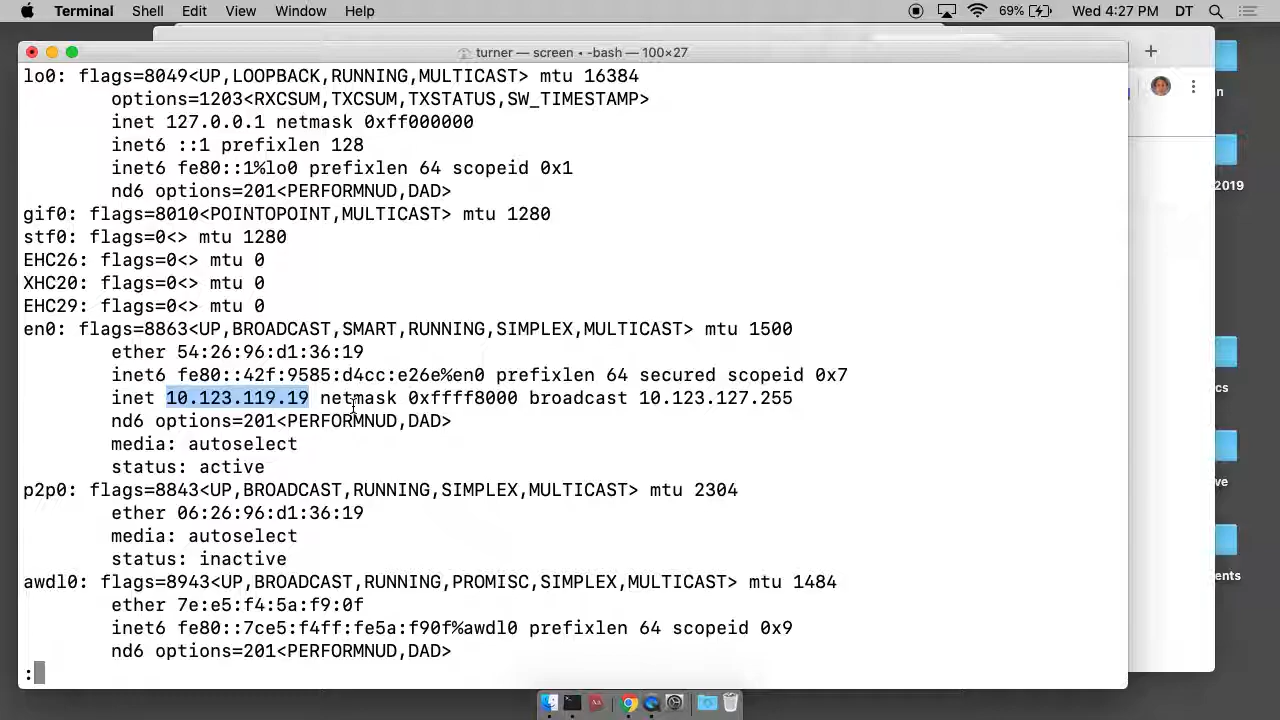 Terminal Shell Edit View Window Help 69% Wed 4:27 PM DT
turner — screen • -bash — 100×27
lo0: flags=8049<UP,LOOPBACK,RUNNING,MULTICAST> mtu 16384
options=1203<RXCSUM,TXCSUM,TXSTATUS,SW_TIMESTAMP>
inet 127.0.0.1 netmask 0xff000000
inet6 ::1 prefixlen 128
inet6 fe80::1%lo0 prefixlen 64 scopeid 0x1
nd6 options=201<PERFORMNUD,DAD>
gif0: flags=8010<POINTOPOINT,MULTICAST> mtu 1280
stf0: flags=0<> mtu 1280
EHC26: flags=0<> mtu 0
XHC20: flags=0<> mtu 0
EHC29: flags=0<> mtu 0
en0: flags=8863<UP,BROADCAST,SMART,RUNNING,SIMPLEX,MULTICAST> mtu 1500
ether 54:26:96:d1:36:19
inet6 fe80::42f:9585:d4cc:e26e%en0 prefixlen 64 secured scopeid 0x7
inet 10.123.119.19 netmask 0xffff8000 broadcast 10.123.127.255
nd6 options=201<PERFORMNUD,DAD>
media: autoselect
status: active
p2p0: flags=8843<UP,BROADCAST,RUNNING,SIMPLEX,MULTICAST> mtu 2304
ether 06:26:96:d1:36:19
media: autoselect
status: inactive
awdl0: flags=8943<UP,BROADCAST,RUNNING,PROMISC,SIMPLEX,MULTICAST> mtu 1484
ether 7e:e5:f4:5a:f9:0f
inet6 fe80::7ce5:f4ff:fe5a:f90f%awdl0 prefixlen 64 scopeid 0x9
nd6 options=201<PERFORMNUD,DAD>
:
n
2019
cs
ve
ents